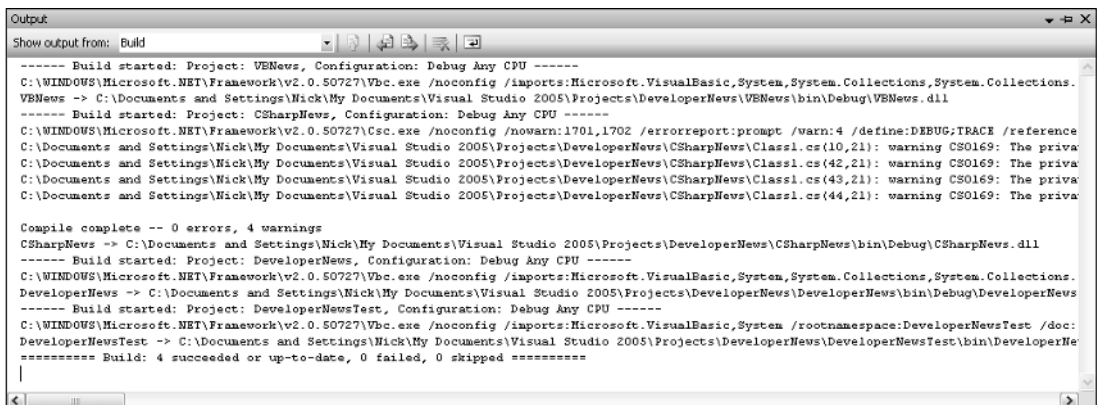 Output
Show output from: Build
------ Build started: Project: VBNews, Configuration: Debug Any CPU ------
C:\WINDOWS\Microsoft.NET\Framework\v2.0.50727\Vbc.exe /noconfig /imports:Microsoft.VisualBasic,System,System.Collections,System.Collections.
VBNews -> C:\Documents and Settings\Nick\My Documents\Visual Studio 2005\Projects\DeveloperNews\VBNews\bin\Debug\VBNews.dll
------ Build started: Project: CSharpNews, Configuration: Debug Any CPU ------
C:\WINDOWS\Microsoft.NET\Framework\v2.0.50727\Csc.exe /noconfig /nowarn:1701,1702 /errorreport:prompt /warn:4 /define:DEBUG;TRACE /reference
C:\Documents and Settings\Nick\My Documents\Visual Studio 2005\Projects\DeveloperNews\CSharpNews\Class1.cs(10,21): warning CS0169: The priva
C:\Documents and Settings\Nick\My Documents\Visual Studio 2005\Projects\DeveloperNews\CSharpNews\Class1.cs(42,21): warning CS0169: The priva
C:\Documents and Settings\Nick\My Documents\Visual Studio 2005\Projects\DeveloperNews\CSharpNews\Class1.cs(43,21): warning CS0169: The priva
C:\Documents and Settings\Nick\My Documents\Visual Studio 2005\Projects\DeveloperNews\CSharpNews\Class1.cs(44,21): warning CS0169: The priva
Compile complete -- 0 errors, 4 warnings
CSharpNews -> C:\Documents and Settings\Nick\My Documents\Visual Studio 2005\Projects\DeveloperNews\CSharpNews\bin\Debug\CSharpNews.dll
------ Build started: Project: DeveloperNews, Configuration: Debug Any CPU ------
C:\WINDOWS\Microsoft.NET\Framework\v2.0.50727\Vbc.exe /noconfig /imports:Microsoft.VisualBasic,System,System.Collections,System.Collections.
DeveloperNews -> C:\Documents and Settings\Nick\My Documents\Visual Studio 2005\Projects\DeveloperNews\DeveloperNews\bin\Debug\DeveloperNews
------ Build started: Project: DeveloperNewsTest, Configuration: Debug Any CPU ------
C:\WINDOWS\Microsoft.NET\Framework\v2.0.50727\Vbc.exe /noconfig /imports:Microsoft.VisualBasic,System /rootnamespace:DeveloperNewsTest /doc:
DeveloperNewsTest -> C:\Documents and Settings\Nick\My Documents\Visual Studio 2005\Projects\DeveloperNews\DeveloperNewsTest\bin\DeveloperNe
========== Build: 4 succeeded or up-to-date, 0 failed, 0 skipped ==========